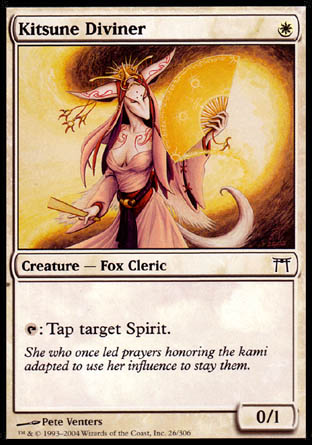 Kitsune Diviner
Creature — Fox Cleric
: Tap target Spirit.
She who once led prayers honoring the kami
adapted to use her influence to stay them.
Pete Venters
™ & © 1993–2004 Wizards of the Coast, Inc. 26/306
0/1